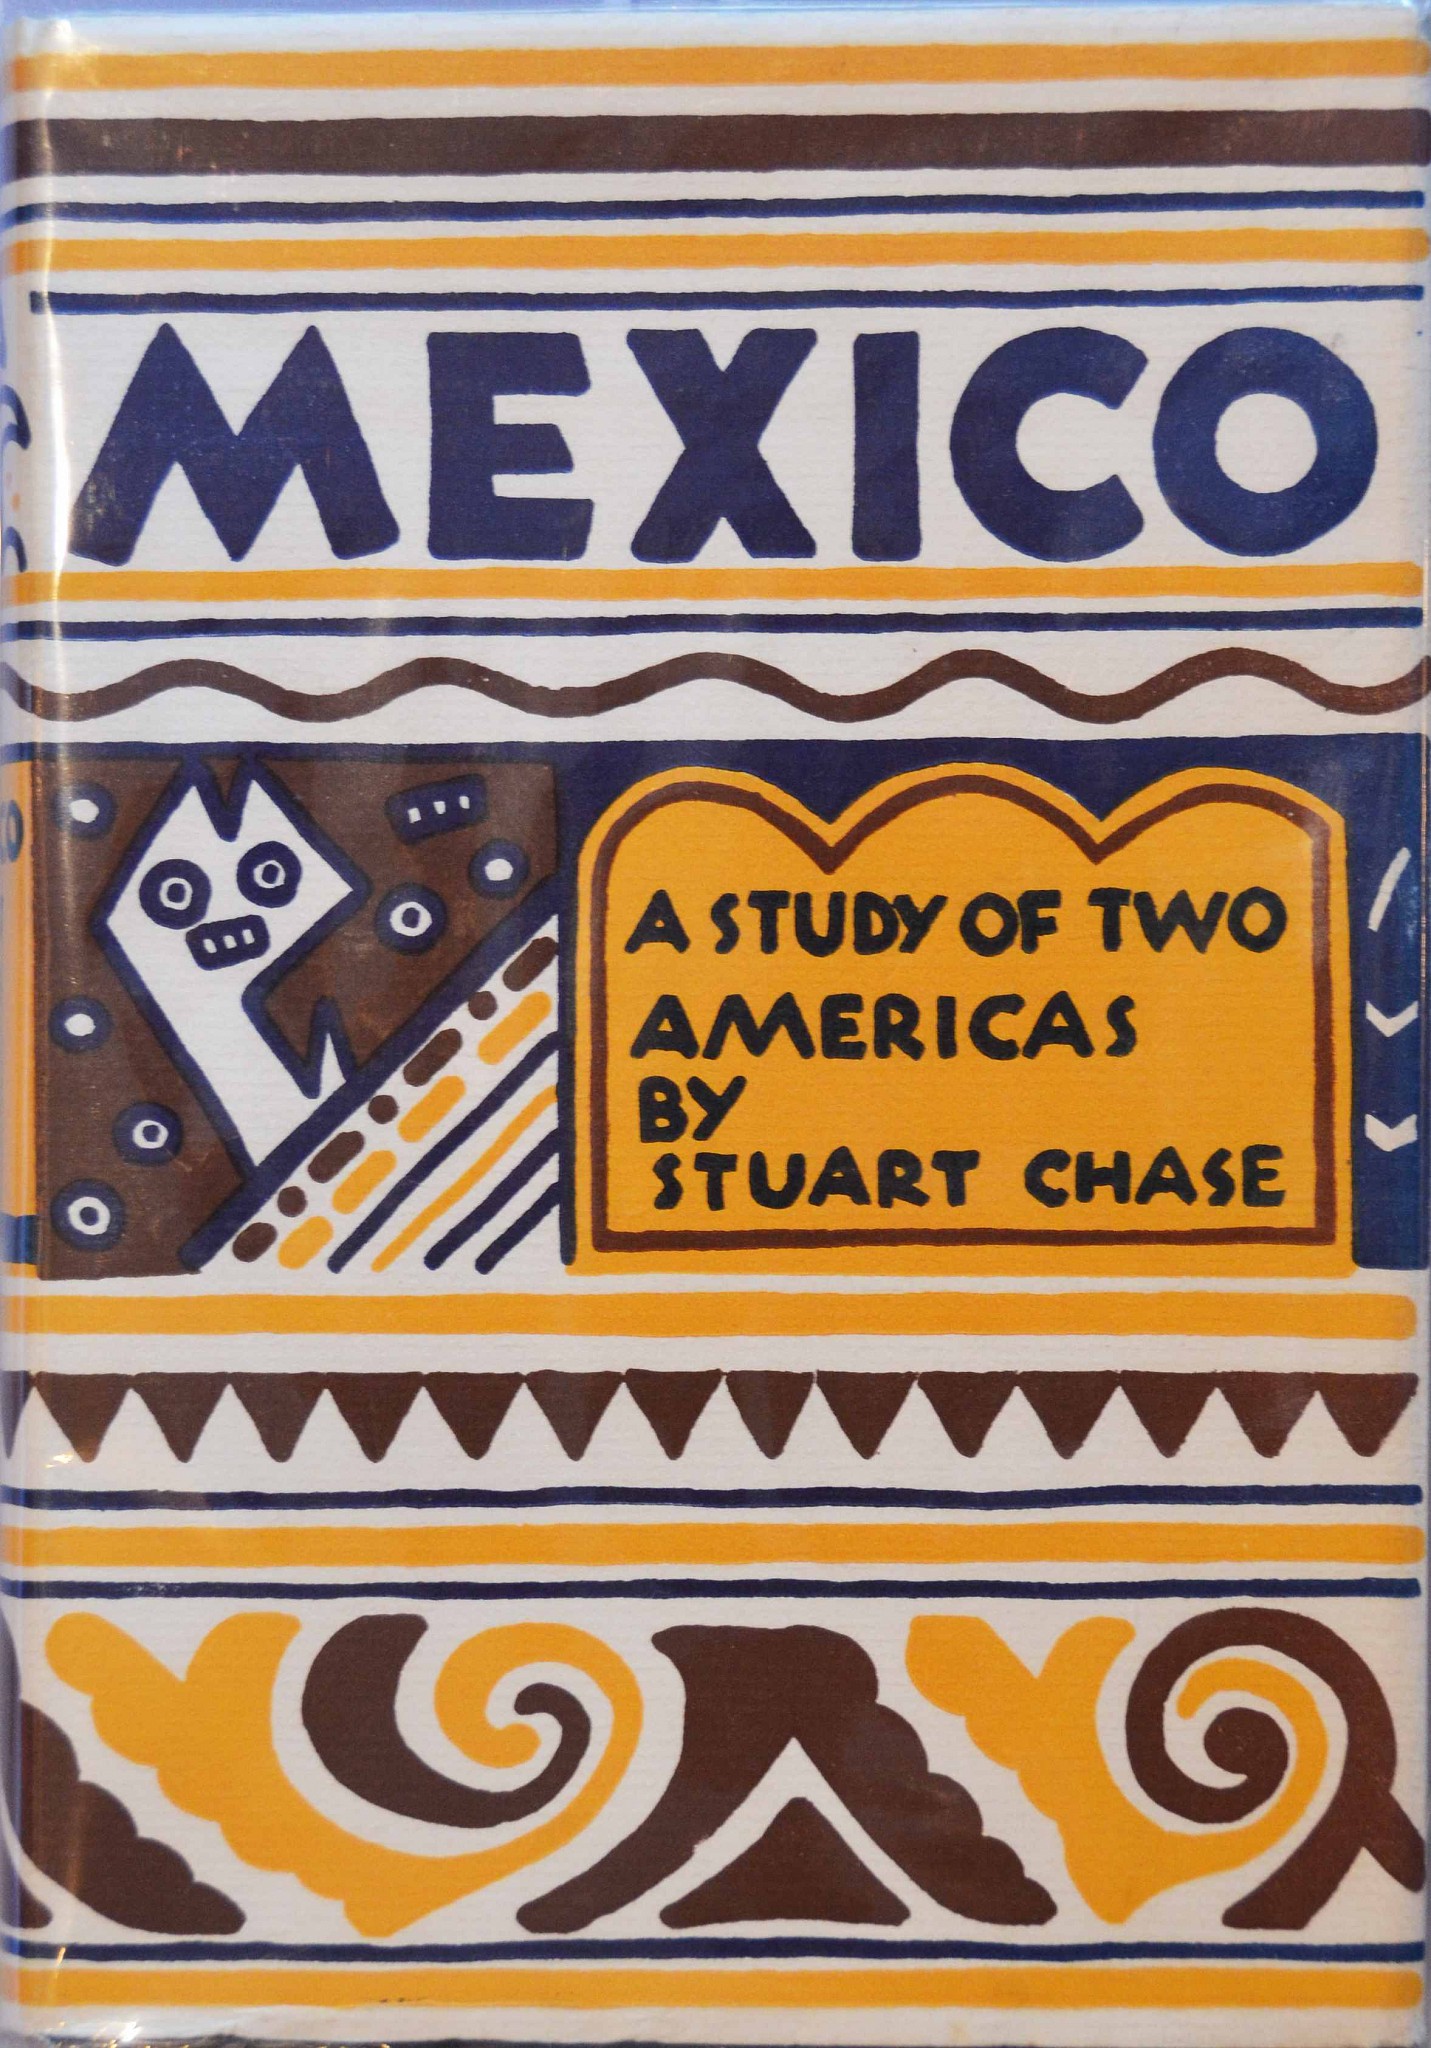 MEXICO
A STUDY OF TWO
AMERICAS
BY
STUART CHASE